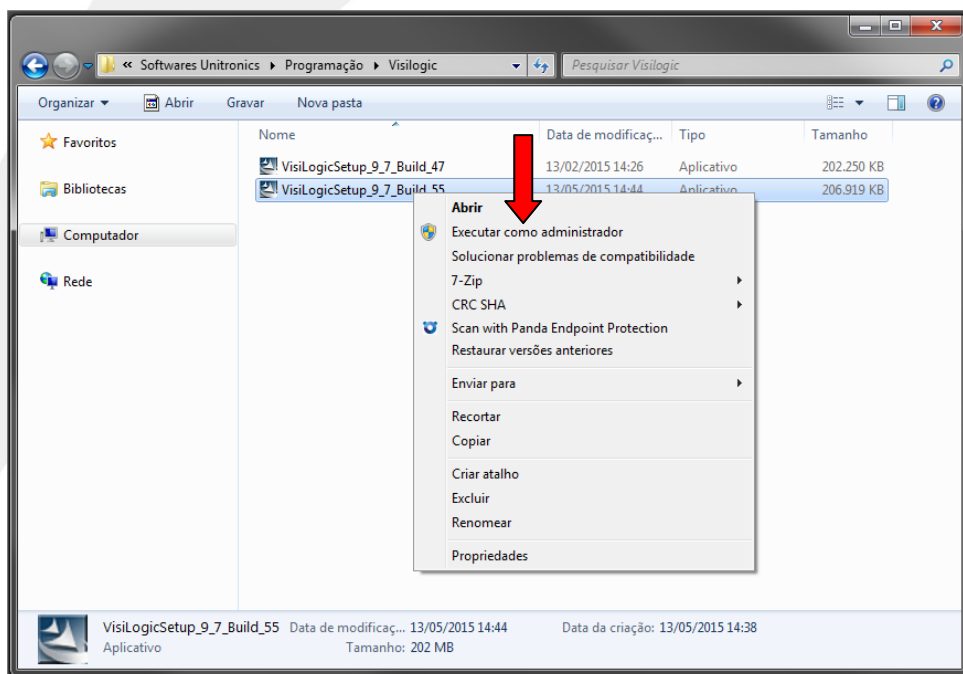 « Softwares Unitronics ▸ Programação ▸ Visilogic
Pesquisar Visilogic
Organizar Abrir Gravar Nova pasta
Favoritos
Bibliotecas
Computador
Rede
Nome Data de modificaç... Tipo Tamanho
VisiLogicSetup_9_7_Build_47 13/02/2015 14:26 Aplicativo 202.250 KB
VisiLogicSetup_9_7_Build_55 13/05/2015 14:44 Aplicativo 206.919 KB
Abrir
Executar como administrador
Solucionar problemas de compatibilidade
7-Zip
CRC SHA
Scan with Panda Endpoint Protection
Restaurar versões anteriores
Enviar para
Recortar
Copiar
Criar atalho
Excluir
Renomear
Propriedades
VisiLogicSetup_9_7_Build_55 Data de modificaç... 13/05/2015 14:44 Data da criação: 13/05/2015 14:38
Aplicativo Tamanho: 202 MB